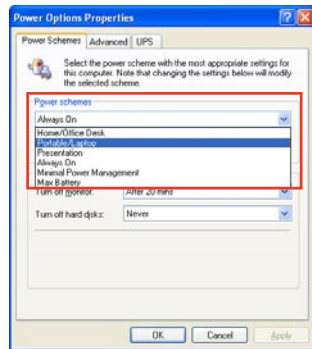 Power Options Properties
Power Schemes Advanced UPS
Select the power scheme with the most appropriate settings for
this computer. Note that changing the settings below will modify
the selected scheme.
Power schemes
Always On
Home/Office Desk
Portable/Laptop
Presentation
Always On
Minimal Power Management
Max Battery
Turn off monitor: After 20 mins
Turn off hard disks: Never
OK Cancel Apply